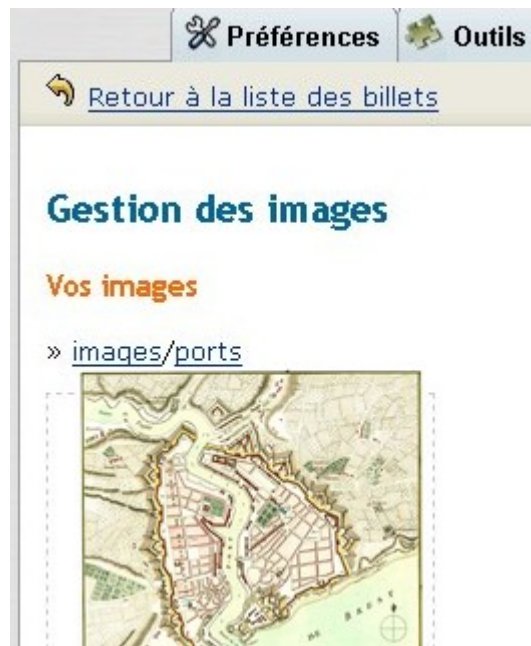 Préférences Outils
Retour à la liste des billets
Gestion des images
Vos images
» images/ports